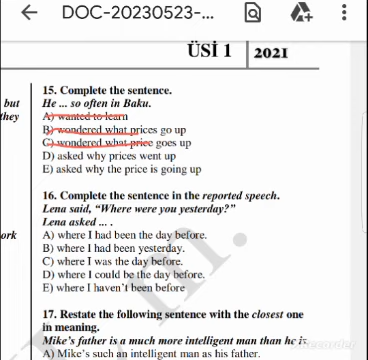 DOC-20230523-...
ÜSİ 1 2021
but
they
ork
15. Complete the sentence.
He ... so often in Baku.
A) wanted to learn
B) wondered what prices go up
C) wondered what price goes up
D) asked why prices went up
E) asked why the price is going up
16. Complete the sentence in the reported speech.
Lena said, “Where were you yesterday?”
Lena asked ... .
A) where I had been the day before.
B) where I had been yesterday.
C) where I was the day before.
D) where I could be the day before.
E) where I haven’t been before
17. Restate the following sentence with the closest one
in meaning.
Mike’s father is a much more intelligent man than he is.
A) Mike’s such an intelligent man as his father.